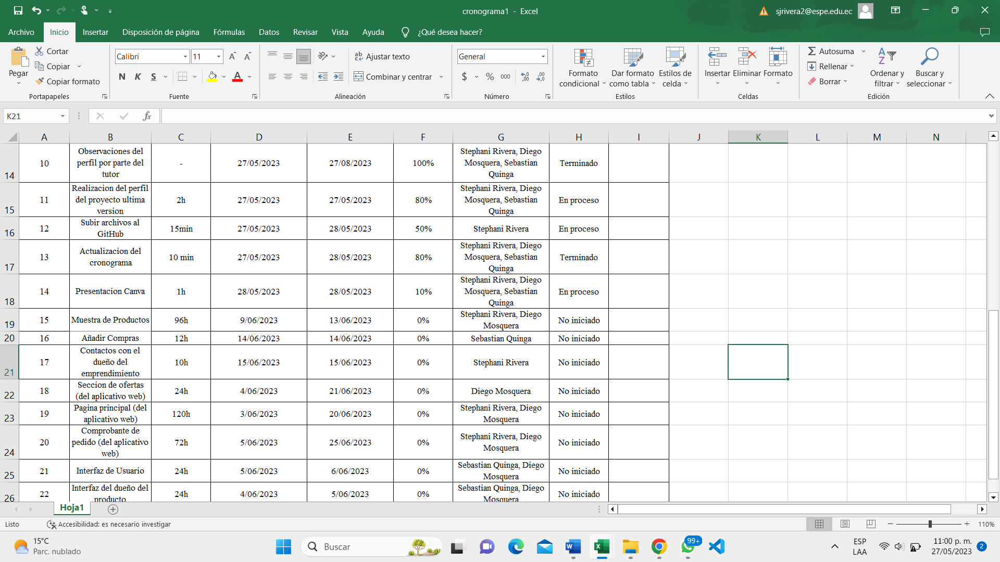 cronograma1 - Excel
sjrivera2@espe.edu.ec
Archivo Inicio Insertar Disposición de página Fórmulas Datos Revisar Vista Ayuda ¿Qué desea hacer?
Pegar
Cortar
Copiar
Copiar formato
Portapapeles
Calibri 11
N K S
Fuente
Ajustar texto
Combinar y centrar
Alineación
General
$ % 000
Número
Formato condicional
Dar formato como tabla
Estilos de celda
Estilos
Insertar Eliminar Formato
Celdas
Autosuma
Rellenar
Borrar
Ordenar y filtrar
Buscar y seleccionar
Edición
K21 fx
A B C D E F G H I J K L M N
14 10 Observaciones del perfil por parte del tutor - 27/05/2023 27/08/2023 100% Stephani Rivera, Diego Mosquera, Sebastian Quinga Terminado
15 11 Realizacion del perfil del proyecto ultima version 2h 27/05/2023 27/05/2023 80% Stephani Rivera, Diego Mosquera, Sebastian Quinga En proceso
16 12 Subir archivos al GitHub 15min 27/05/2023 28/05/2023 50% Stephani Rivera En proceso
17 13 Actualizacion del cronograma 10 min 27/05/2023 28/05/2023 80% Stephani Rivera, Diego Mosquera, Sebastian Quinga Terminado
18 14 Presentacion Canva 1h 28/05/2023 28/05/2023 10% Stephani Rivera, Diego Mosquera, Sebastian Quinga En proceso
19 15 Muestra de Productos 96h 9/06/2023 13/06/2023 0% Stephani Rivera, Diego Mosquera No iniciado
20 16 Añadir Compras 12h 14/06/2023 14/06/2023 0% Sebastian Quinga No iniciado
21 17 Contactos con el dueño del emprendimiento 10h 15/06/2023 15/06/2023 0% Stephani Rivera No iniciado
22 18 Seccion de ofertas (del aplicativo web) 24h 4/06/2023 21/06/2023 0% Diego Mosquera No iniciado
23 19 Pagina principal (del aplicativo web) 120h 3/06/2023 20/06/2023 0% Stephani Rivera, Diego Mosquera No iniciado
24 20 Comprobante de pedido (del aplicativo web) 72h 5/06/2023 25/06/2023 0% Stephani Rivera, Diego Mosquera No iniciado
25 21 Interfaz de Usuario 24h 5/06/2023 6/06/2023 0% Sebastian Quinga, Diego Mosquera No iniciado
26 22 Interfaz del dueño del producto 24h 4/06/2023 5/06/2023 0% Sebastian Quinga, Diego Mosquera No iniciado
Hoja1
Listo Accesibilidad: es necesario investigar 110%
15°C
Parc. nublado
Buscar
99+
ESP
LAA
11:00 p. m.
27/05/2023
2